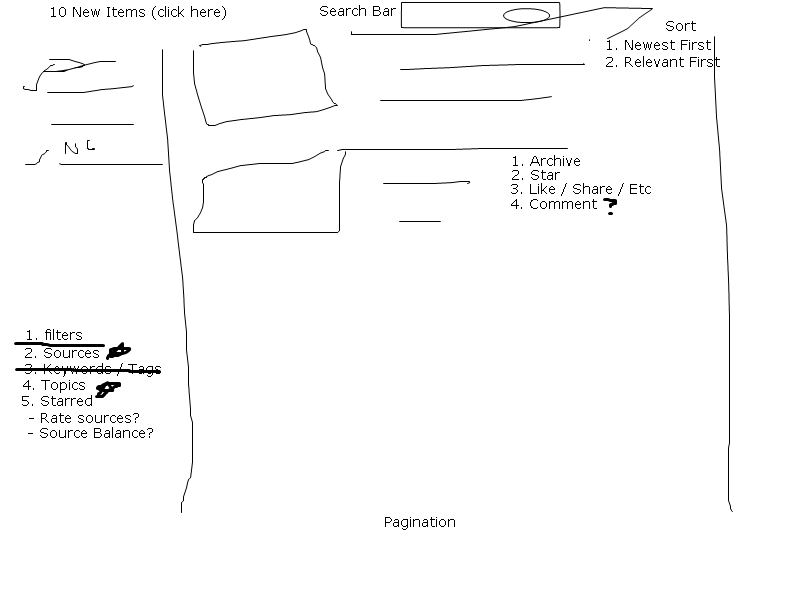 10 New Items (click here)
Search Bar
Sort
1. Newest First
2. Relevant First
1. Archive
2. Star
3. Like / Share / Etc
4. Comment ?
1. filters
2. Sources
3. Keywords / Tags
4. Topics
5. Starred
- Rate sources?
- Source Balance?
Pagination